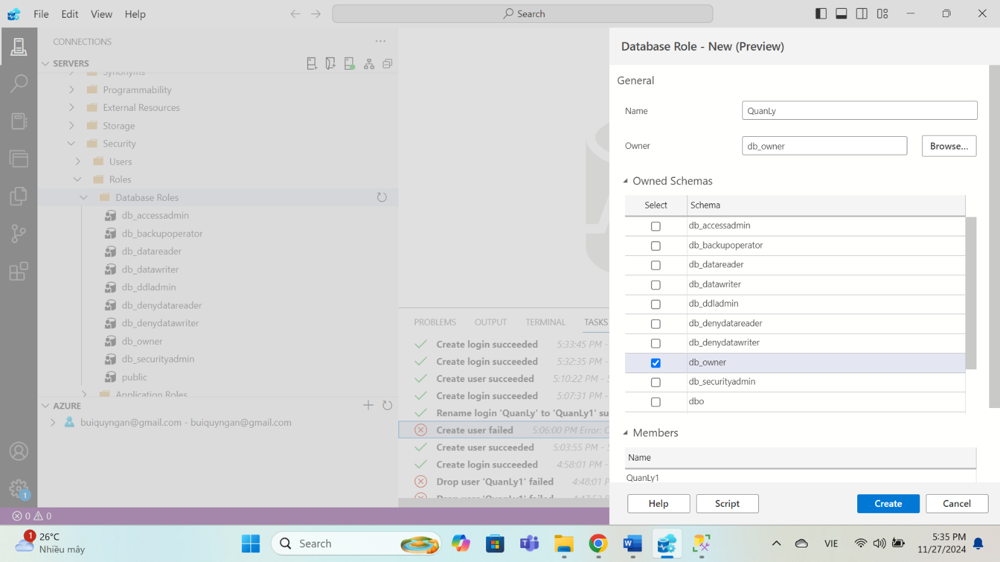 File Edit View Help
Search
CONNECTIONS
SERVERS
Synonyms
Programmability
External Resources
Storage
Security
Users
Roles
Database Roles
db_accessadmin
db_backupoperator
db_datareader
db_datawriter
db_ddladmin
db_denydatareader
db_denydatawriter
db_owner
db_securityadmin
public
Application Roles
AZURE
buiquyngan@gmail.com - buiquyngan@gmail.com
1
PROBLEMS OUTPUT TERMINAL TASKS
Create login succeeded 5:33:45 PM -
Create login succeeded 5:32:35 PM -
Create user succeeded 5:10:22 PM -
Create login succeeded 5:07:31 PM -
Rename login 'QuanLy' to 'QuanLy1' su
Create user failed 5:06:00 PM Error: C
Create user succeeded 5:03:55 PM -
Create login succeeded 4:58:01 PM -
Drop user 'QuanLy1' failed 4:48:01 P
Drop user 'QuanLy1' failed
Database Role - New (Preview)
General
Name QuanLy
Owner db_owner Browse...
Owned Schemas
Select Schema
db_accessadmin
db_backupoperator
db_datareader
db_datawriter
db_ddladmin
db_denydatareader
db_denydatawriter
db_owner
db_securityadmin
dbo
Members
Name
QuanLy1
Help Script Create Cancel
0 0
1 26°C
Nhiều mây
Search
VIE
5:35 PM
11/27/2024